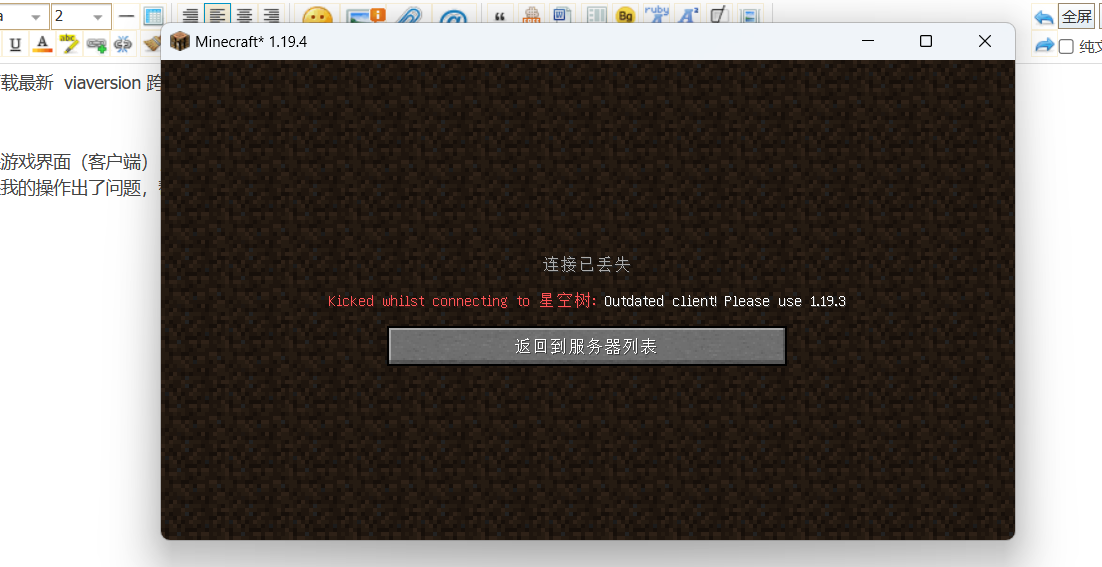 2
全屏
Bg
ruby
U
A
abc
纯文
Minecraft* 1.19.4
载最新 viaversion 跨
游戏界面（客户端）
我的操作出了问题，
连接已丢失
Kicked whilst connecting to 星空树: Outdated client! Please use 1.19.3
返回到服务器列表